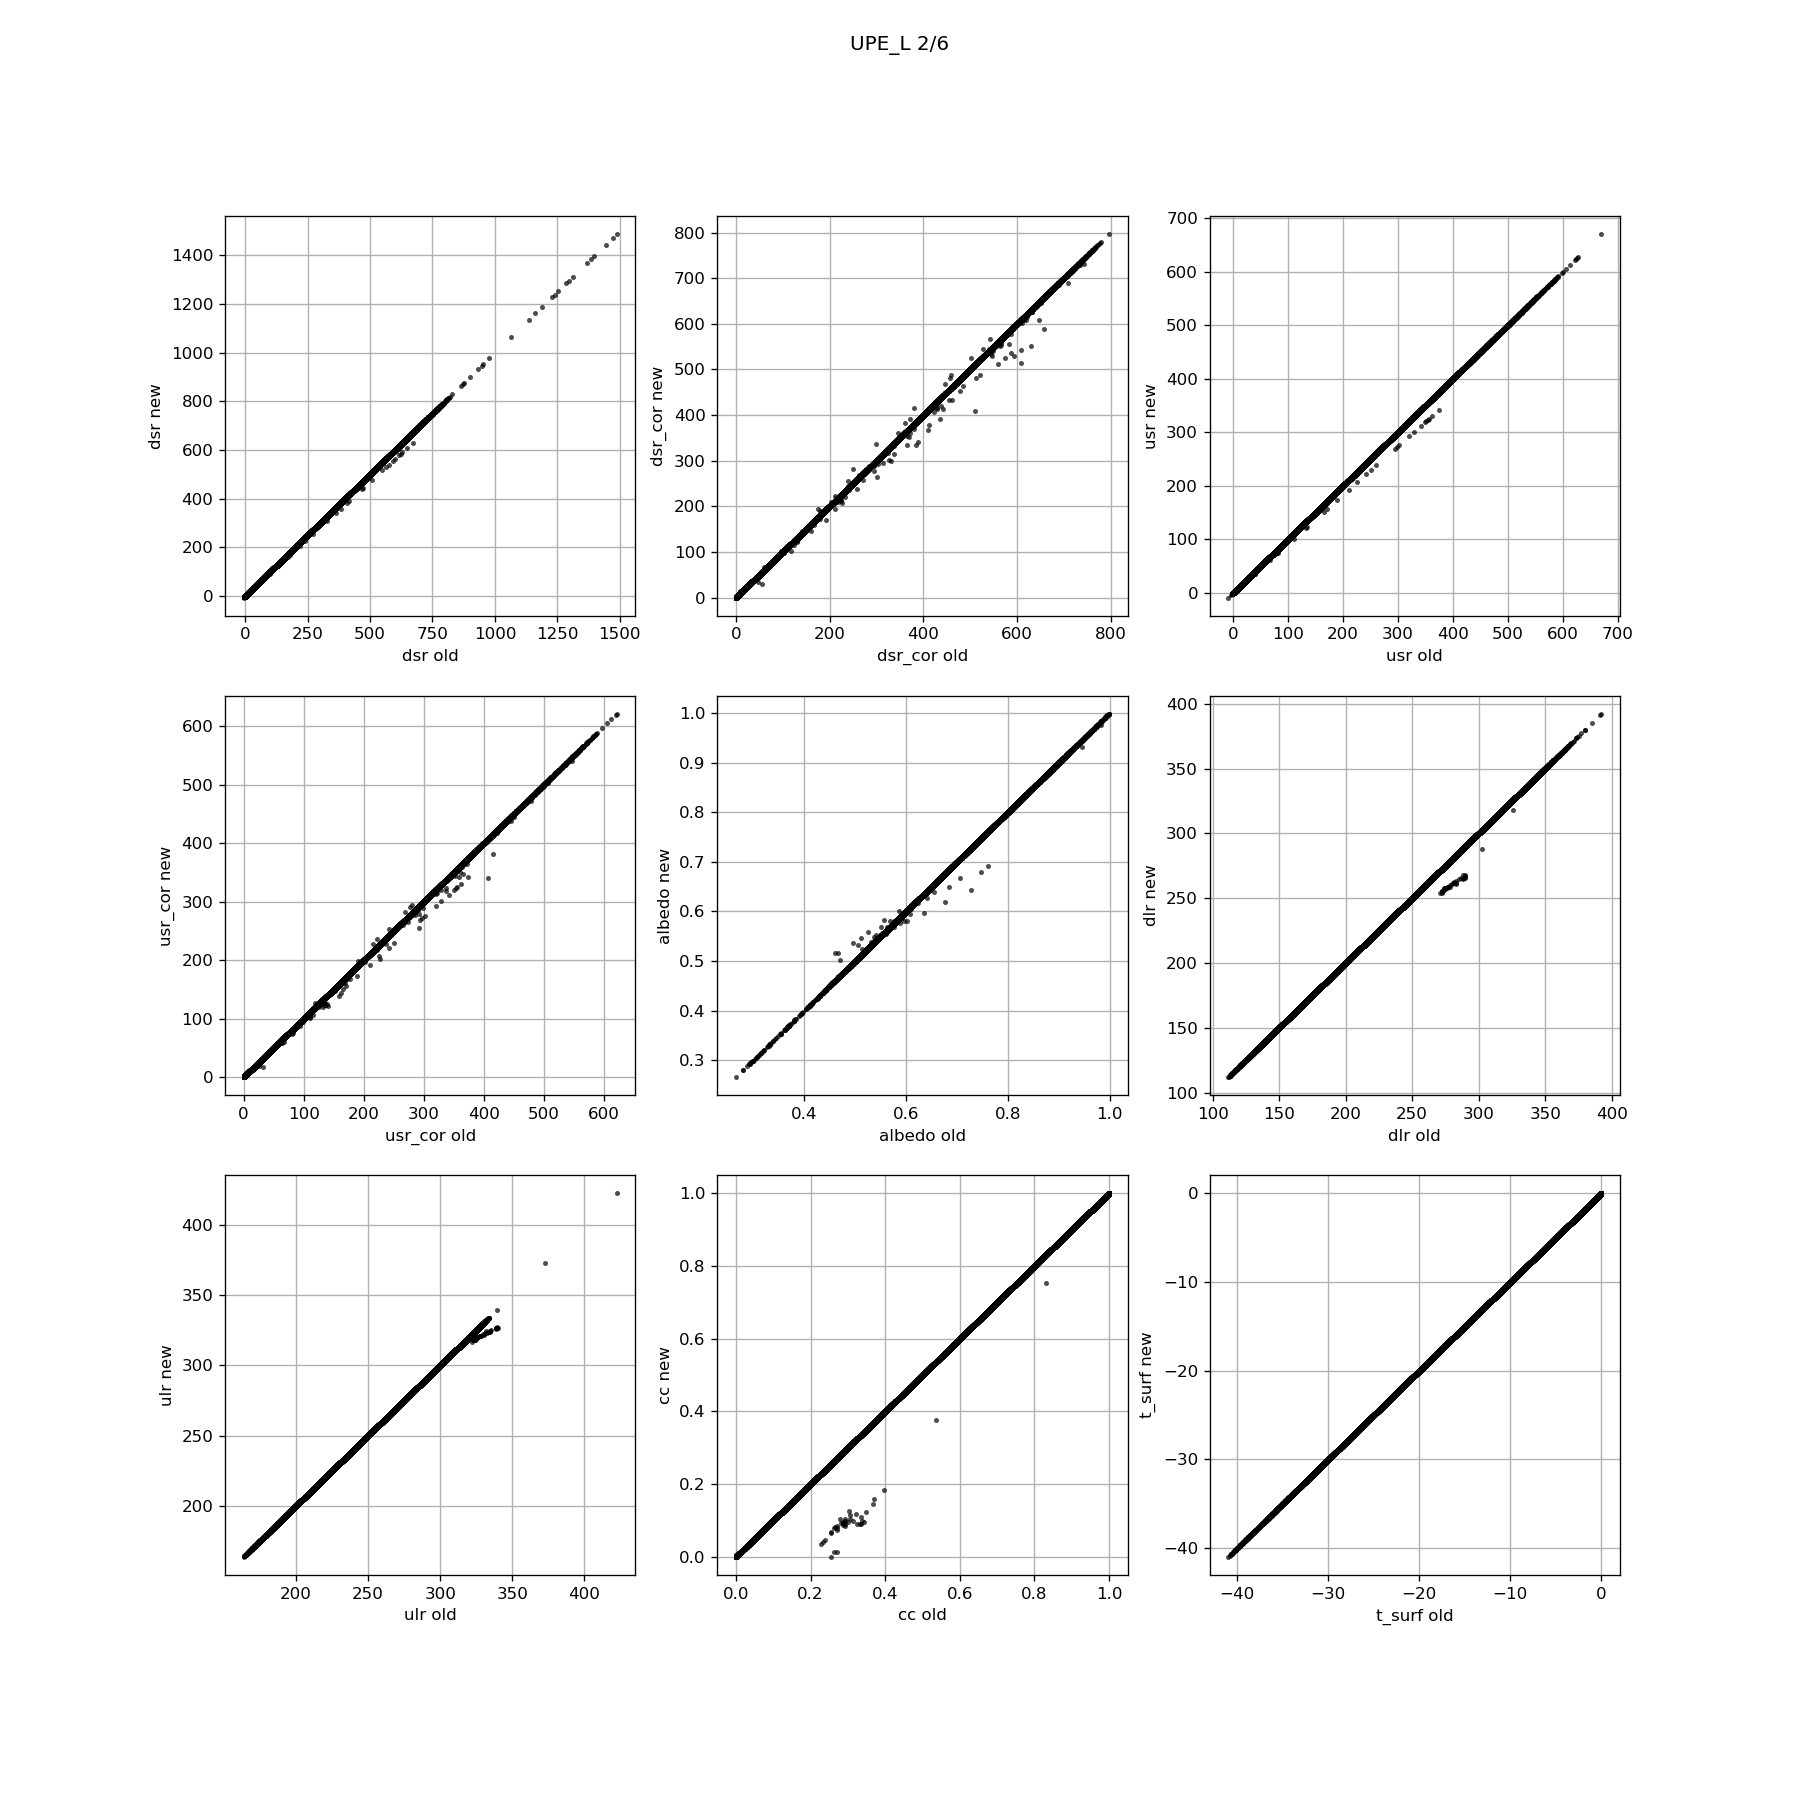 UPE_L 2/6
dsr new
1400
1200
1000
800
600
400
200
0
0 250 500 750 1000 1250 1500
dsr old
dsr_cor new
800
700
600
500
400
300
200
100
0
0 200 400 600 800
dsr_cor old
usr new
700
600
500
400
300
200
100
0
0 100 200 300 400 500 600 700
usr old
usr_cor new
600
500
400
300
200
100
0
0 100 200 300 400 500 600
usr_cor old
albedo new
1.0
0.9
0.8
0.7
0.6
0.5
0.4
0.3
0.4 0.6 0.8 1.0
albedo old
dlr new
400
350
300
250
200
150
100
100 150 200 250 300 350 400
dlr old
ulr new
400
350
300
250
200
200 250 300 350 400
ulr old
cc new
1.0
0.8
0.6
0.4
0.2
0.0
0.0 0.2 0.4 0.6 0.8 1.0
cc old
t_surf new
0
−10
−20
−30
−40
−40 −30 −20 −10 0
t_surf old